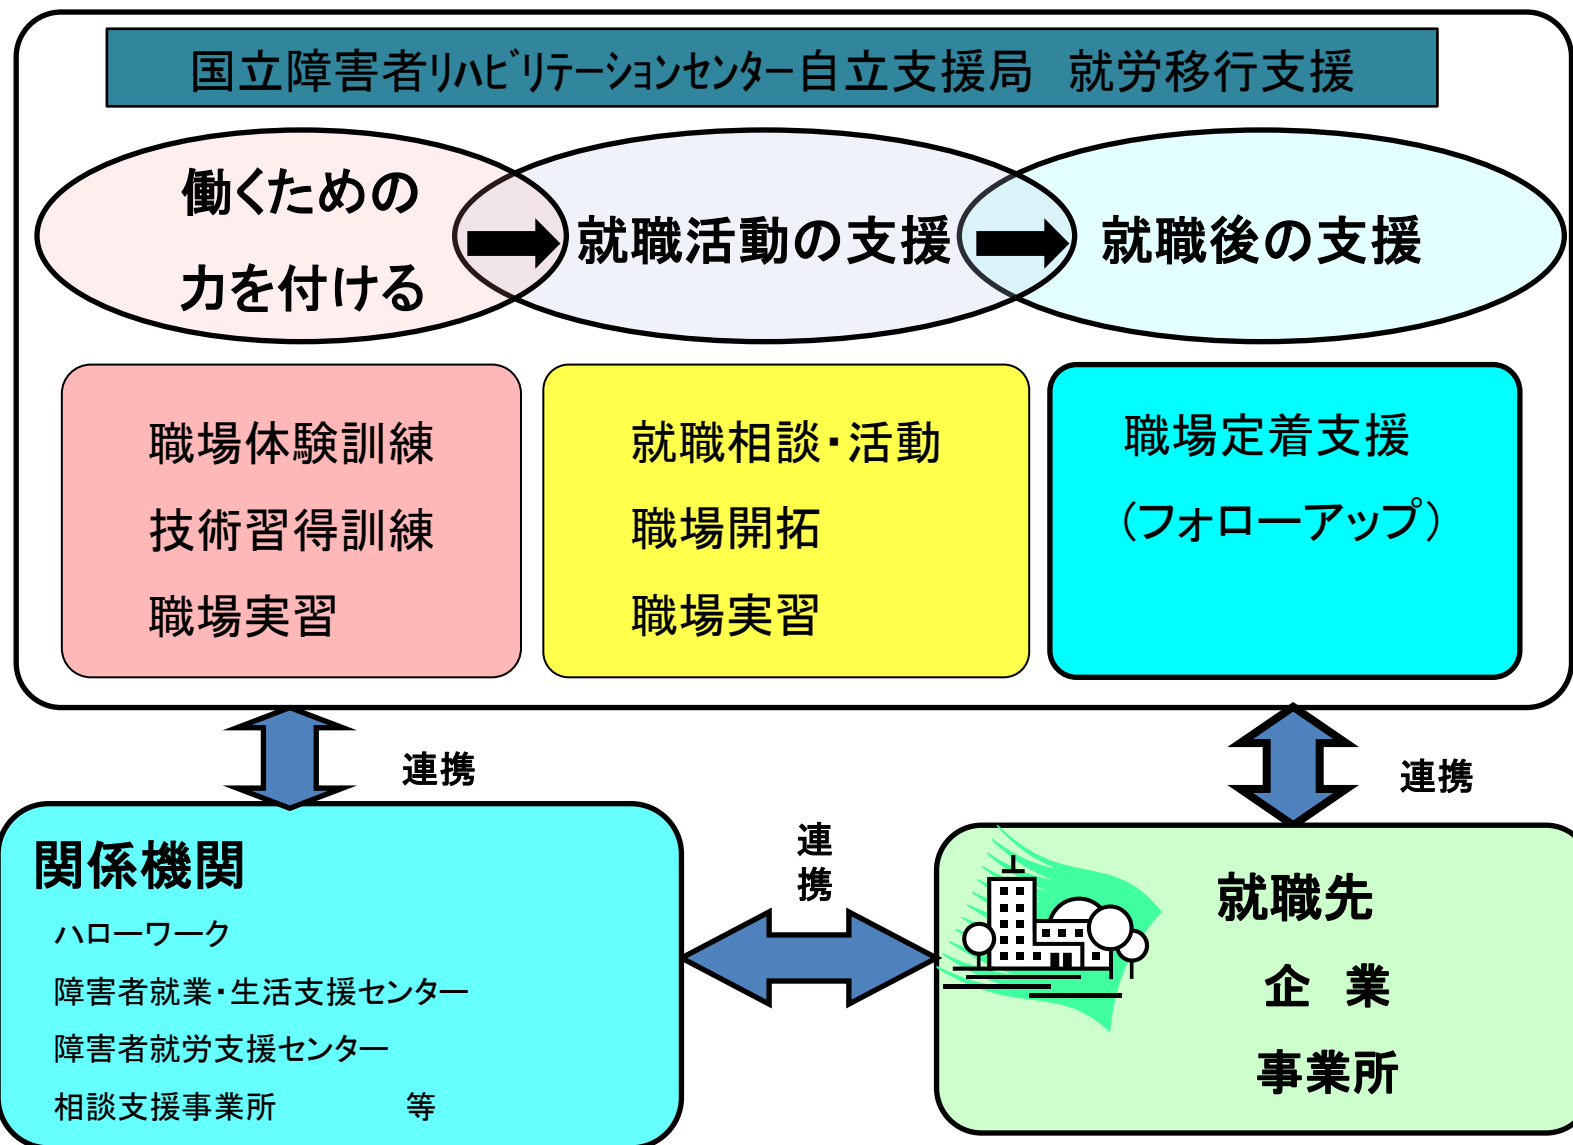 国立障害者リハビリテーションセンター自立支援局　就労移行支援
働くための
力を付ける
就職活動の支援
就職後の支援
職場体験訓練
技術習得訓練
職場実習
就職相談・活動
職場開拓
職場実習
職場定着支援
（フォローアップ）
連携
連携
連携
関係機関
ハローワーク
障害者就業・生活支援センター
障害者就労支援センター
相談支援事業所　　　　等
就職先
企　業
事業所